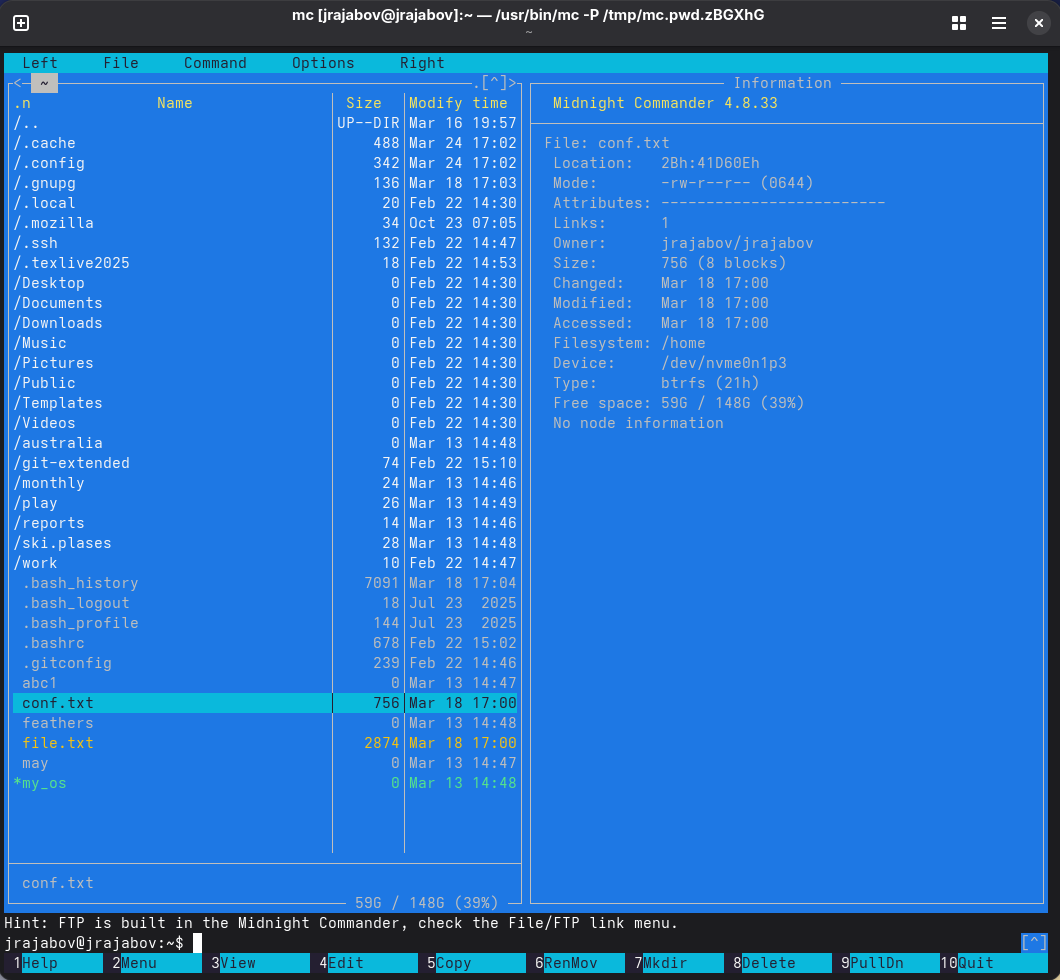 mc [jrajabov@jrajabov]:~ — /usr/bin/mc -P /tmp/mc.pwd.zBGXhG
~
Left File Command Options Right
<— ~ .[^]>
.n Name Size Modify time
/.. UP--DIR Mar 16 19:57
/.cache 488 Mar 24 17:02
/.config 342 Mar 24 17:02
/.gnupg 136 Mar 18 17:03
/.local 20 Feb 22 14:30
/.mozilla 34 Oct 23 07:05
/.ssh 132 Feb 22 14:47
/.texlive2025 18 Feb 22 14:53
/Desktop 0 Feb 22 14:30
/Documents 0 Feb 22 14:30
/Downloads 0 Feb 22 14:30
/Music 0 Feb 22 14:30
/Pictures 0 Feb 22 14:30
/Public 0 Feb 22 14:30
/Templates 0 Feb 22 14:30
/Videos 0 Feb 22 14:30
/australia 0 Mar 13 14:48
/git-extended 74 Feb 22 15:10
/monthly 24 Mar 13 14:46
/play 26 Mar 13 14:49
/reports 14 Mar 13 14:46
/ski.plases 28 Mar 13 14:48
/work 10 Feb 22 14:47
.bash_history 7091 Mar 18 17:04
.bash_logout 18 Jul 23 2025
.bash_profile 144 Jul 23 2025
.bashrc 678 Feb 22 15:02
.gitconfig 239 Feb 22 14:46
abc1 0 Mar 13 14:47
conf.txt 756 Mar 18 17:00
feathers 0 Mar 13 14:48
file.txt 2874 Mar 18 17:00
may 0 Mar 13 14:47
*my_os 0 Mar 13 14:48
conf.txt
59G / 148G (39%)
Information
Midnight Commander 4.8.33
File: conf.txt
Location: 2Bh:41D60Eh
Mode: -rw-r--r-- (0644)
Attributes: -------------------------
Links: 1
Owner: jrajabov/jrajabov
Size: 756 (8 blocks)
Changed: Mar 18 17:00
Modified: Mar 18 17:00
Accessed: Mar 18 17:00
Filesystem: /home
Device: /dev/nvme0n1p3
Type: btrfs (21h)
Free space: 59G / 148G (39%)
No node information
Hint: FTP is built in the Midnight Commander, check the File/FTP link menu.
jrajabov@jrajabov:~$ [^]
1Help 2Menu 3View 4Edit 5Copy 6RenMov 7Mkdir 8Delete 9PullDn 10Quit